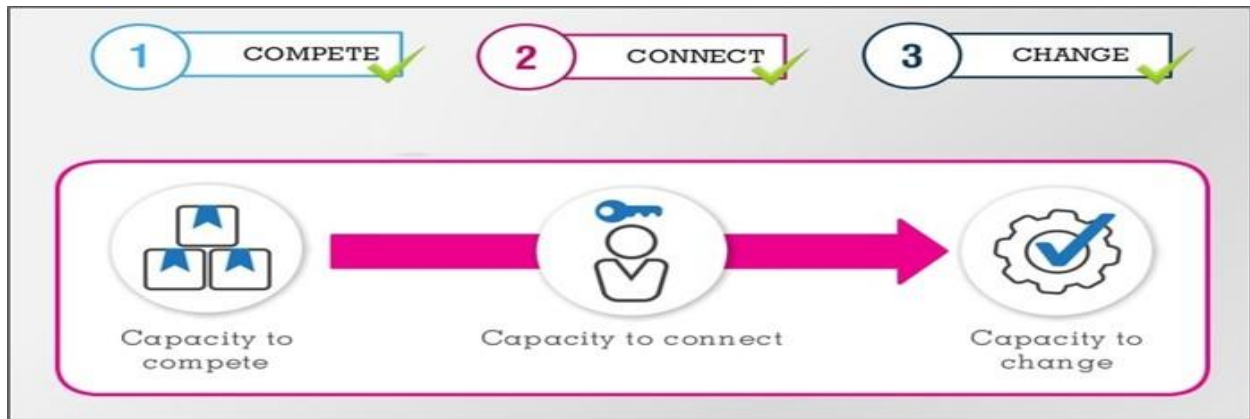 1 COMPETE
2 CONNECT
3 CHANGE
Capacity to
compete
Capacity to connect
Capacity to
change